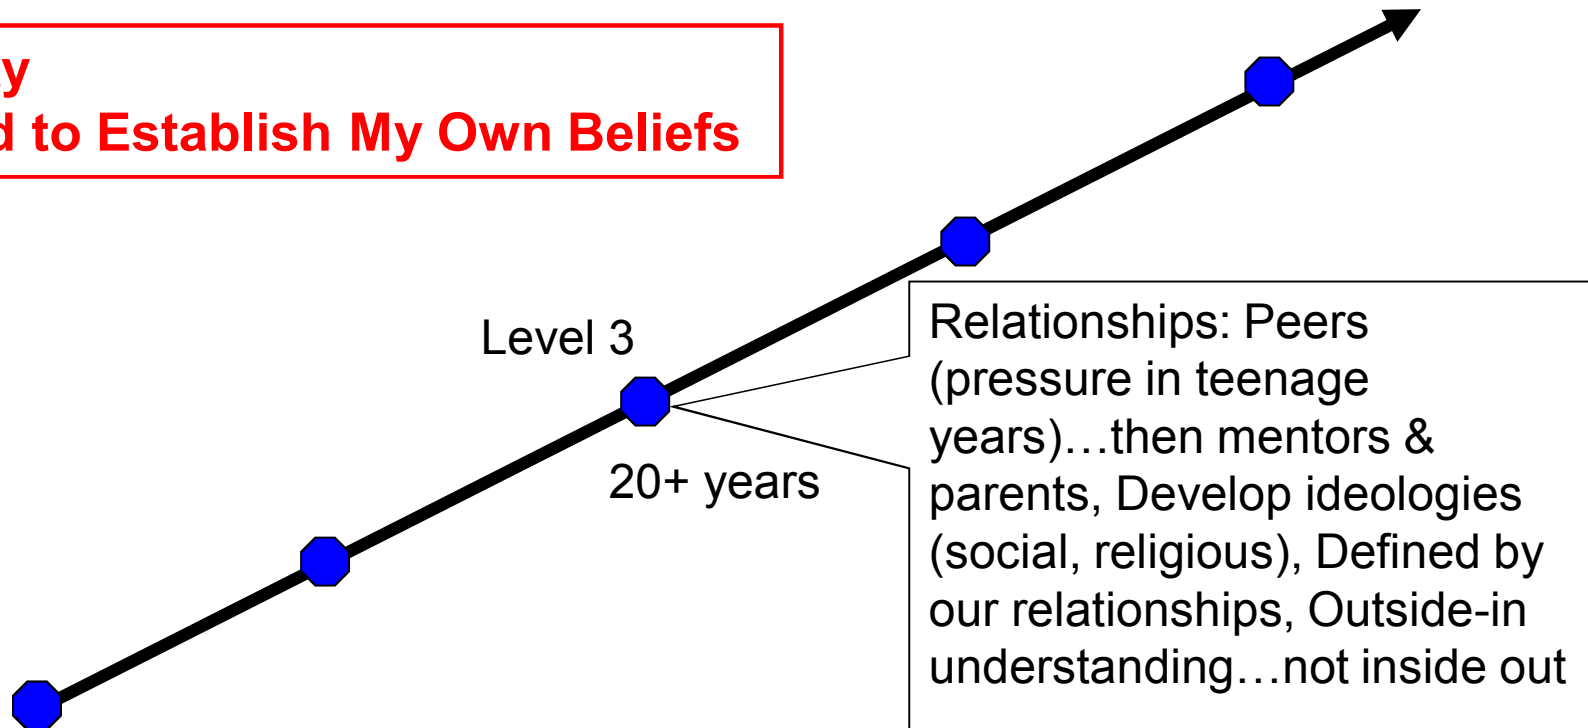 to Establish My Own Beliefs
Level 3
20+ years
Relationships: Peers
(pressure in teenage
years)…then mentors &
parents, Develop ideologies
(social, religious), Defined by
our relationships, Outside-in
understanding…not inside out